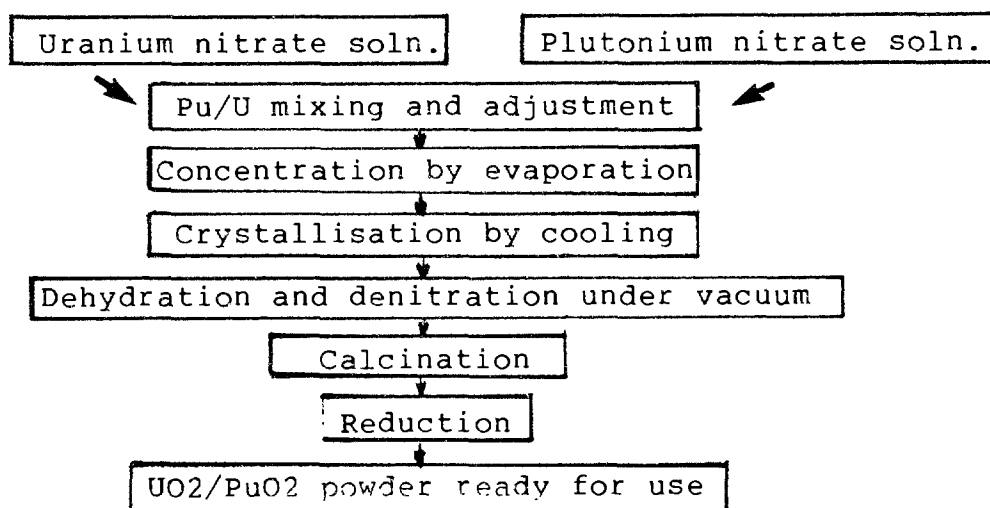 Uranium nitrate soln.
Plutonium nitrate soln.
Pu/U mixing and adjustment
Concentration by evaporation
Crystallisation by cooling
Dehydration and denitration under vacuum
Calcination
Reduction
UO2/PuO2 powder ready for use